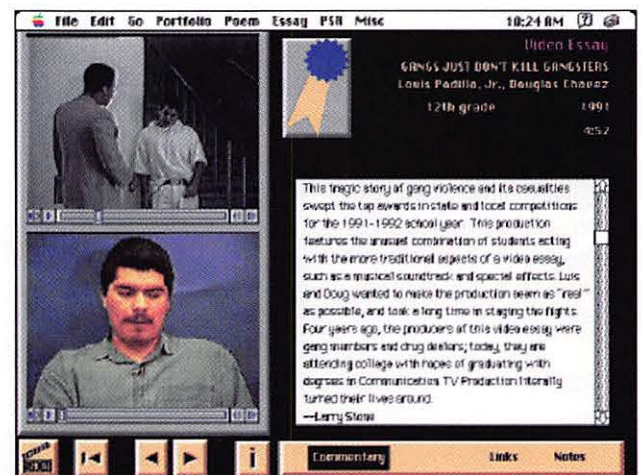 File Edit Go Portfolio Poem Essay PSA Misc 10:24 AM
Video Essay
GANGS JUST DON'T KILL GANGSTERS
Louis Padilla, Jr., Douglas Chavez
12th grade 1991
4:52
This tragic story of gang violence and its casualties
swept the top awards in state and local competitions
for the 1991-1992 school year. This production
features the unusual combination of students acting
with the more traditional aspects of a video essay,
such as a musical soundtrack and special effects. Luis
and Doug wanted to make the production seem as "real"
as possible, and took a long time in staging the fights.
Four years ago, the producers of this video essay were
gang members and drug dealers; today, they are
attending college with hopes of graduating with
degrees in Communication TV Production literally
turned their lives around.
--Larry Stone
i Commentary Links Notes